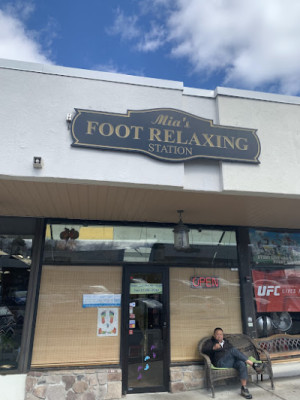 Mia's
FOOT RELAXING
STATION
OPEN
UFC